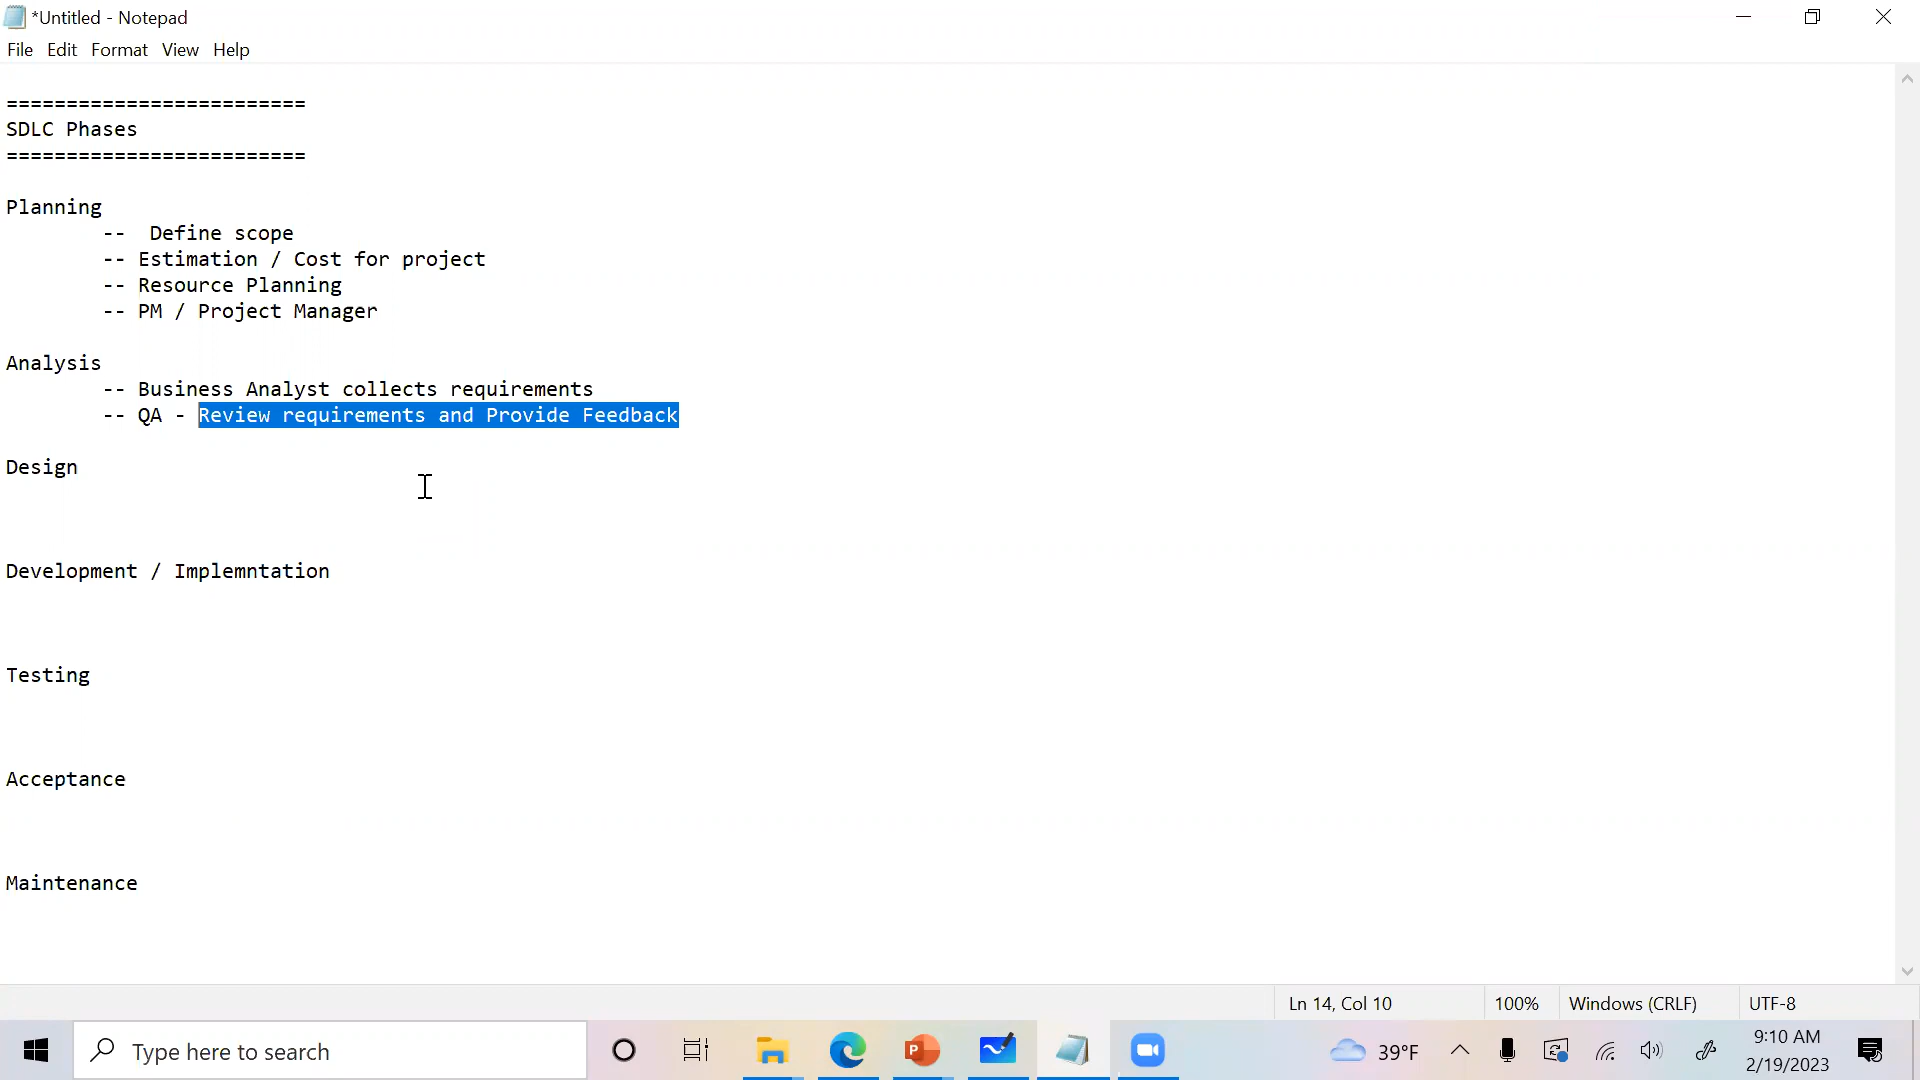 *Untitled - Notepad
File Edit Format View Help
=========================
SDLC Phases
=========================
Planning
--  Define scope
-- Estimation / Cost for project
-- Resource Planning
-- PM / Project Manager
Analysis
-- Business Analyst collects requirements
-- QA - Review requirements and Provide Feedback
Design
Development / Implemntation
Testing
Acceptance
Maintenance
Ln 14, Col 10 100% Windows (CRLF) UTF-8
Type here to search 39°F 9:10 AM
2/19/2023